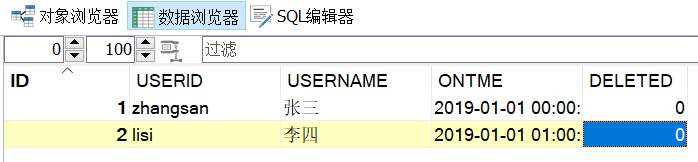 对象浏览器 数据浏览器 SQL编辑器
0 100 过滤
ID USERID USERNAME ONTME DELETED
1 zhangsan 张三 2019-01-01 00:00: 0
2 lisi 李四 2019-01-01 01:00: 0